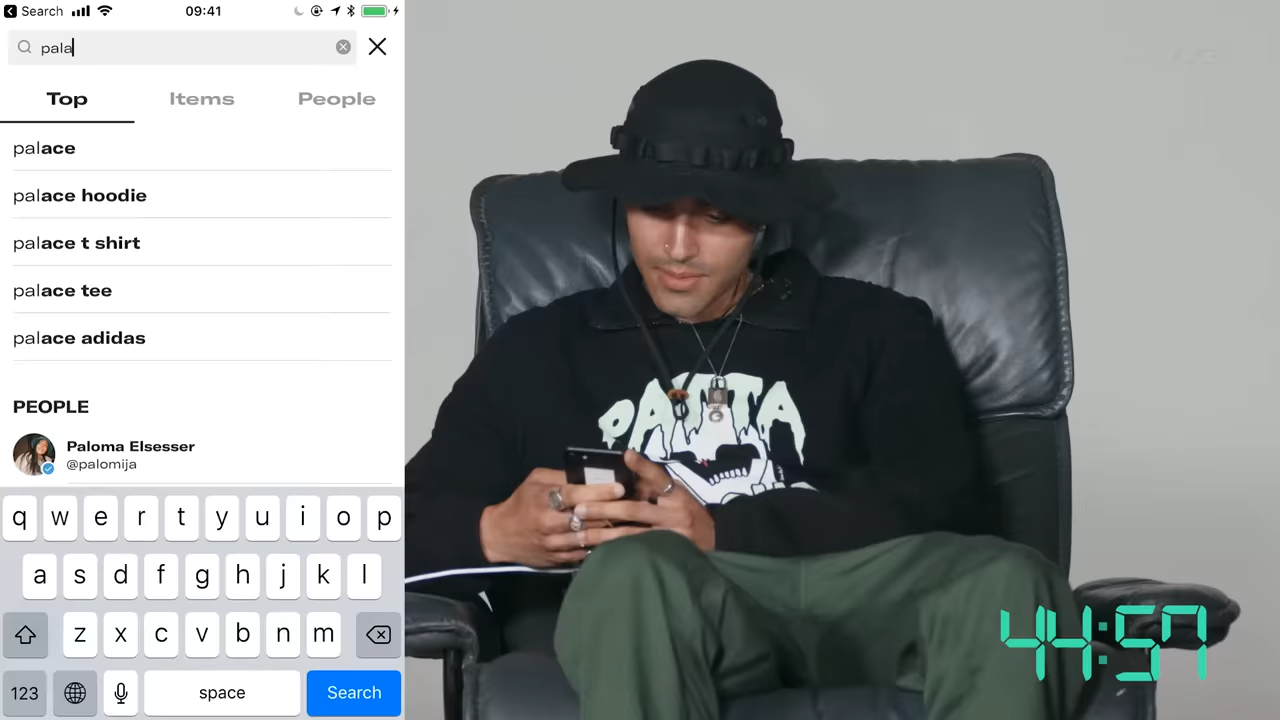 Search
09:41
pala
Top Items People
palace
palace hoodie
palace t shirt
palace tee
palace adidas
PEOPLE
Paloma Elsesser
@palomija
q w e r t y u i o p
a s d f g h j k l
z x c v b n m
123 space Search
PATTA
44:57